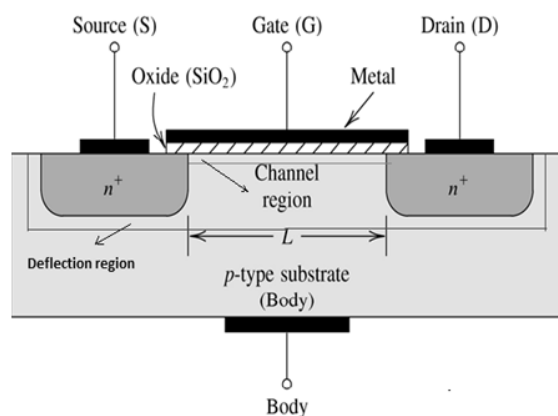 Source (S)
Gate (G)
Drain (D)
Oxide (SiO₂)
Metal
n⁺
Channel
region
n⁺
L
Deflection region
p-type substrate
(Body)
Body